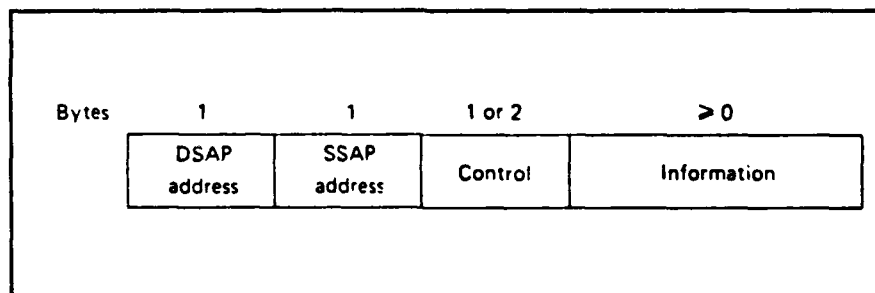 Bytes 1 1 1 or 2 ⩾ 0
DSAP address
SSAP address
Control
Information